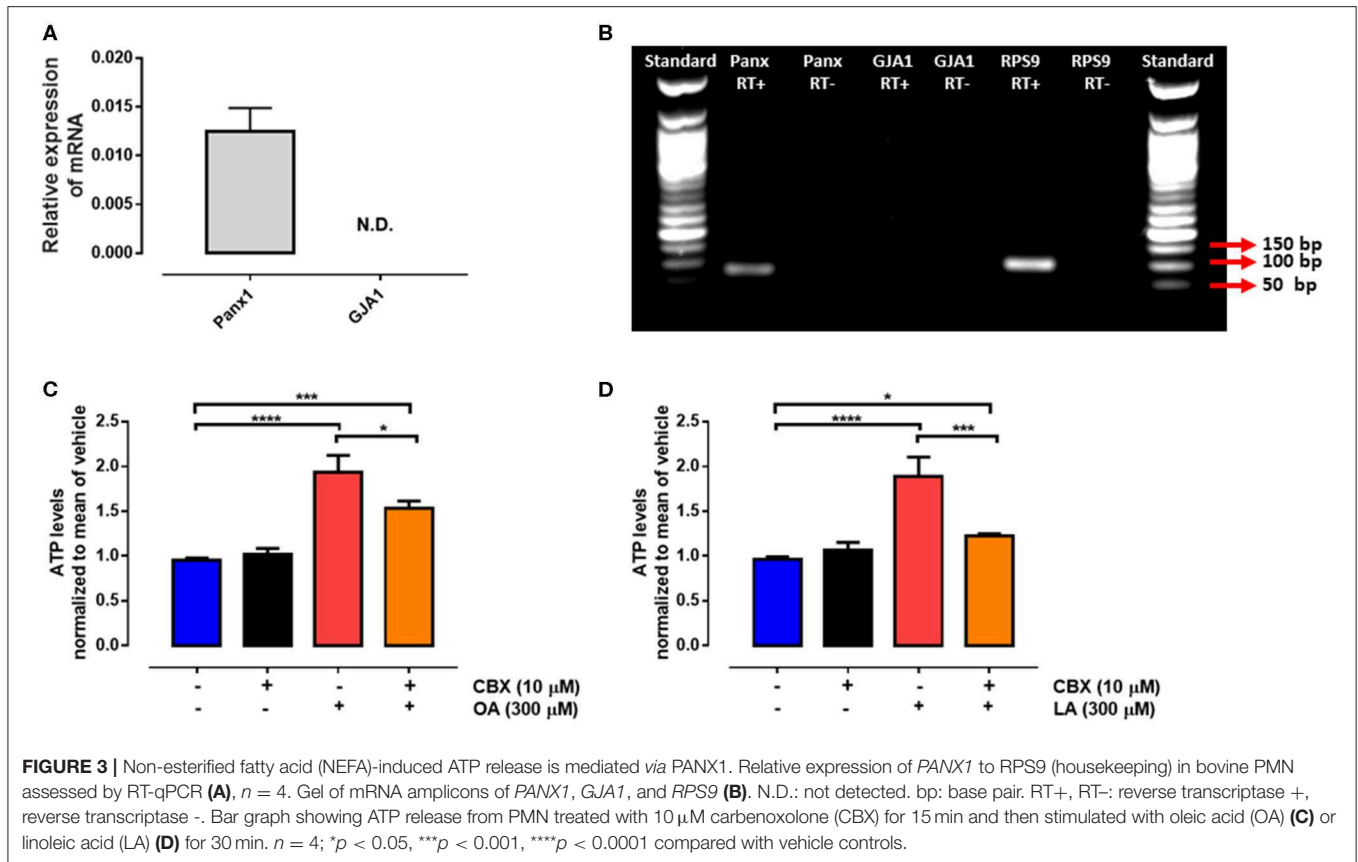 A
0.020
0.015
0.010
0.005
0.000
Relative expression
of mRNA
N.D.
Panx1
GJA1
B
Standard Panx Panx GJA1 GJA1 RPS9 RPS9 Standard
RT+ RT- RT+ RT- RT+ RT-
150 bp
100 bp
50 bp
C
ATP levels
normalized to mean of vehicle
2.5
2.0
1.5
1.0
0.5
0.0
***
****
*
- + - + CBX (10 μM)
- - + + OA (300 μM)
D
ATP levels
normalized to mean of vehicle
2.5
2.0
1.5
1.0
0.5
0.0
*
****
***
- + - + CBX (10 μM)
- - + + LA (300 μM)
FIGURE 3 | Non-esterified fatty acid (NEFA)-induced ATP release is mediated via PANX1. Relative expression of PANX1 to RPS9 (housekeeping) in bovine PMN
assessed by RT-qPCR (A), n = 4. Gel of mRNA amplicons of PANX1, GJA1, and RPS9 (B). N.D.: not detected. bp: base pair. RT+, RT–: reverse transcriptase +,
reverse transcriptase -. Bar graph showing ATP release from PMN treated with 10 μM carbenoxolone (CBX) for 15 min and then stimulated with oleic acid (OA) (C) or
linoleic acid (LA) (D) for 30 min. n = 4; *p < 0.05, ***p < 0.001, ****p < 0.0001 compared with vehicle controls.